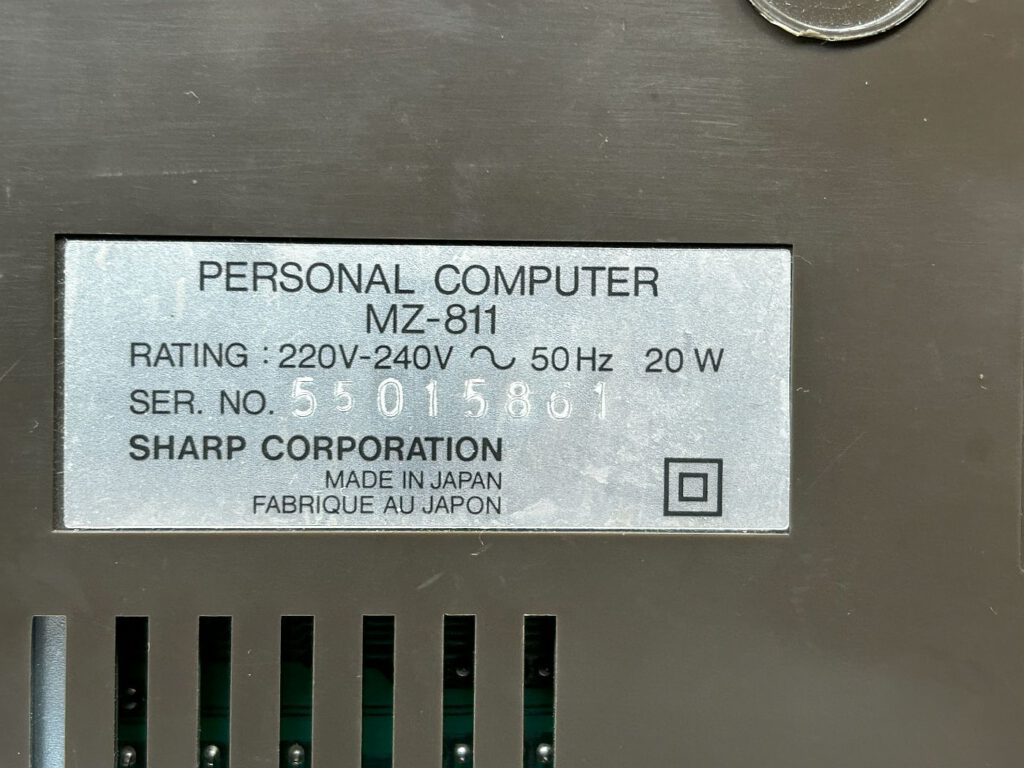 PERSONAL COMPUTER
MZ-811
RATING : 220V-240V ~ 50Hz 20 W
SER. NO. 55015861
SHARP CORPORATION
MADE IN JAPAN
FABRIQUE AU JAPON